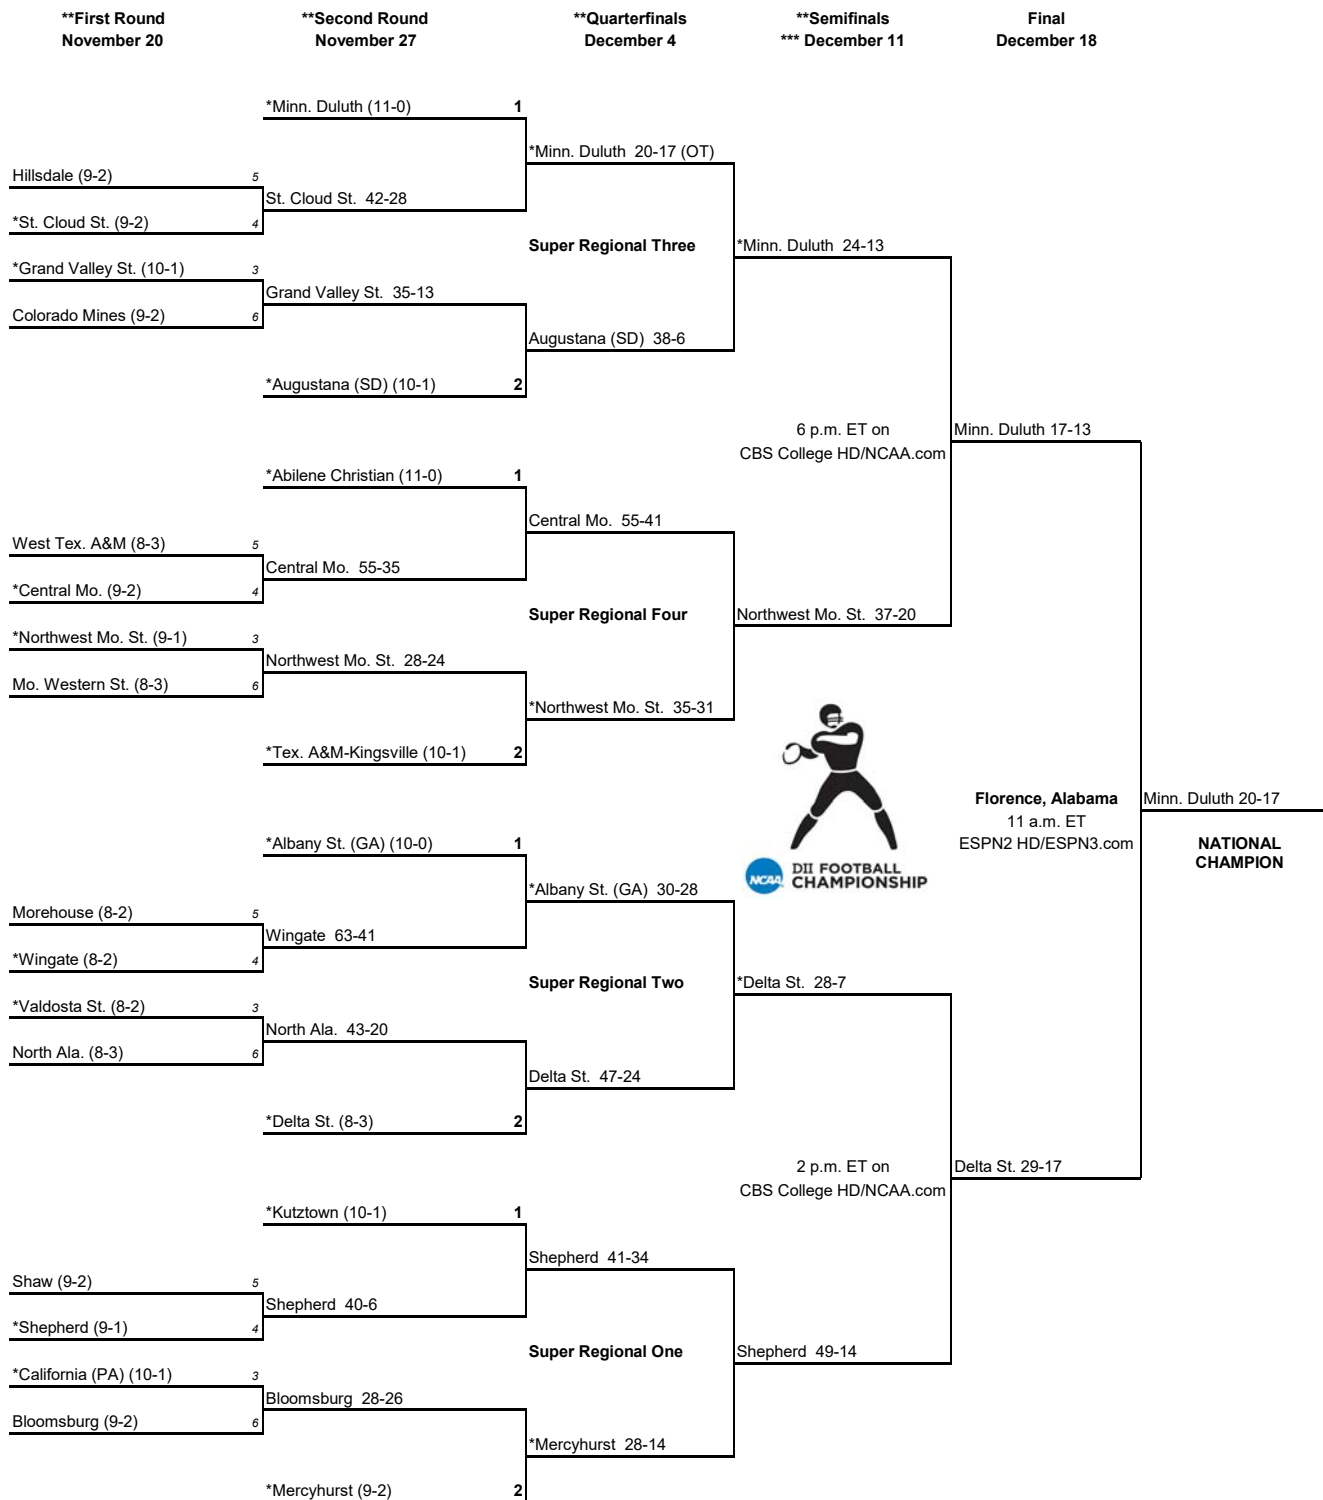 **First Round
November 20
**Second Round
November 27
**Quarterfinals
December 4
**Semifinals
*** December 11
Final
December 18
*Minn. Duluth (11-0) 1
*Minn. Duluth 20-17 (OT)
Hillsdale (9-2) 5
St. Cloud St. 42-28
*St. Cloud St. (9-2) 4
Super Regional Three
*Minn. Duluth 24-13
*Grand Valley St. (10-1) 3
Grand Valley St. 35-13
Colorado Mines (9-2) 6
Augustana (SD) 38-6
*Augustana (SD) (10-1) 2
6 p.m. ET on
CBS College HD/NCAA.com
Minn. Duluth 17-13
*Abilene Christian (11-0) 1
Central Mo. 55-41
West Tex. A&M (8-3) 5
Central Mo. 55-35
*Central Mo. (9-2) 4
Super Regional Four
Northwest Mo. St. 37-20
*Northwest Mo. St. (9-1) 3
Northwest Mo. St. 28-24
Mo. Western St. (8-3) 6
*Northwest Mo. St. 35-31
*Tex. A&M-Kingsville (10-1) 2
NCAA
DII FOOTBALL
CHAMPIONSHIP
Florence, Alabama
11 a.m. ET
ESPN2 HD/ESPN3.com
Minn. Duluth 20-17
NATIONAL
CHAMPION
*Albany St. (GA) (10-0) 1
*Albany St. (GA) 30-28
Morehouse (8-2) 5
Wingate 63-41
*Wingate (8-2) 4
Super Regional Two
*Delta St. 28-7
*Valdosta St. (8-2) 3
North Ala. 43-20
North Ala. (8-3) 6
Delta St. 47-24
*Delta St. (8-3) 2
2 p.m. ET on
CBS College HD/NCAA.com
Delta St. 29-17
*Kutztown (10-1) 1
Shepherd 41-34
Shaw (9-2) 5
Shepherd 40-6
*Shepherd (9-1) 4
Super Regional One
Shepherd 49-14
*California (PA) (10-1) 3
Bloomsburg 28-26
Bloomsburg (9-2) 6
*Mercyhurst 28-14
*Mercyhurst (9-2) 2